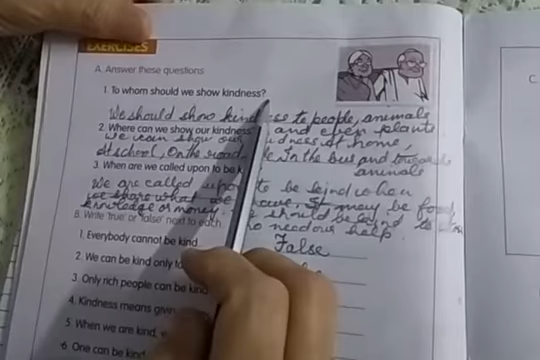 EXERCISES
A. Answer these questions
1. To whom should we show kindness?
We should show to people, animals
and even plants
2. Where can we show our kindness
we can show our at home,
At school, On the road, In the bus and towards
animals
3. When are we called upon to be k
We are called upon to be kind when
we share what we have. It may be food
knowledge or money. should be kind to
who need our help.
B. Write 'true' or 'false' next to each
1. Everybody cannot be kind
False
2. We can be kind only to
3. Only rich people can be kind
4. Kindness means givin
5. When we are kind,
6. One can be kind
C.